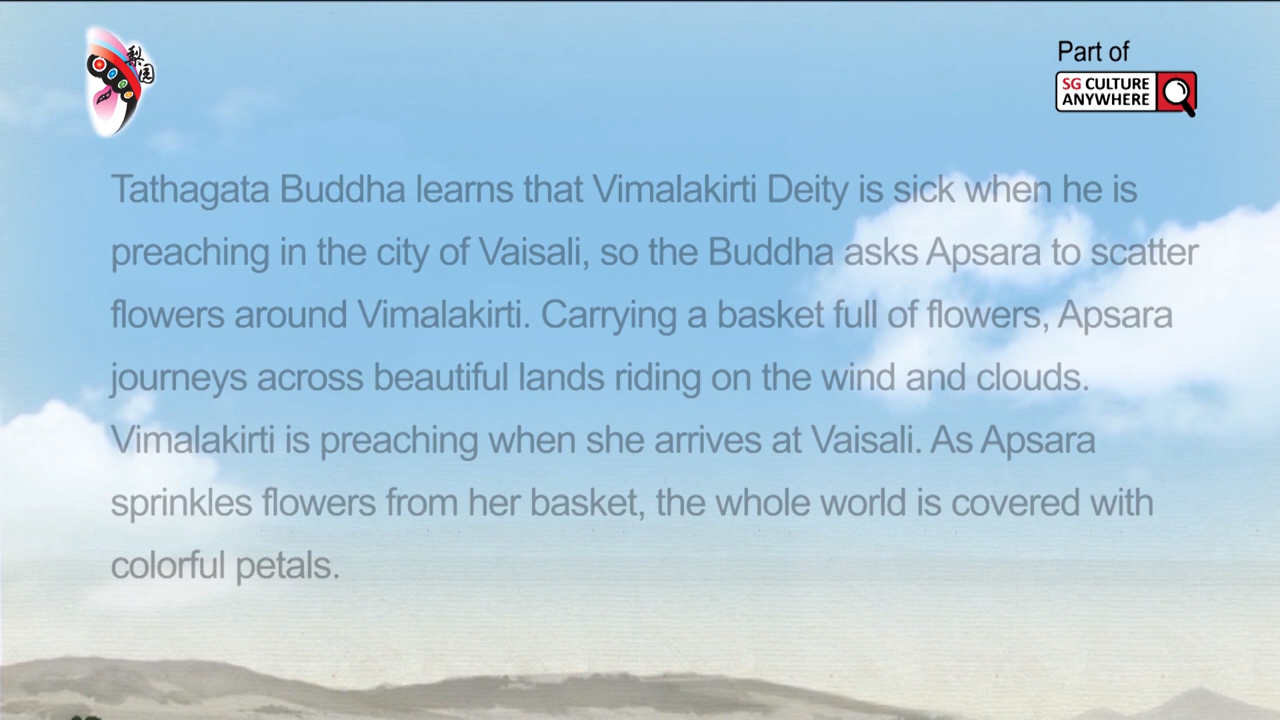 梨园
Part of
SG CULTURE
ANYWHERE
Tathagata Buddha learns that Vimalakirti Deity is sick when he is
preaching in the city of Vaisali, so the Buddha asks Apsara to scatter
flowers around Vimalakirti. Carrying a basket full of flowers, Apsara
journeys across beautiful lands riding on the wind and clouds.
Vimalakirti is preaching when she arrives at Vaisali. As Apsara
sprinkles flowers from her basket, the whole world is covered with
colorful petals.